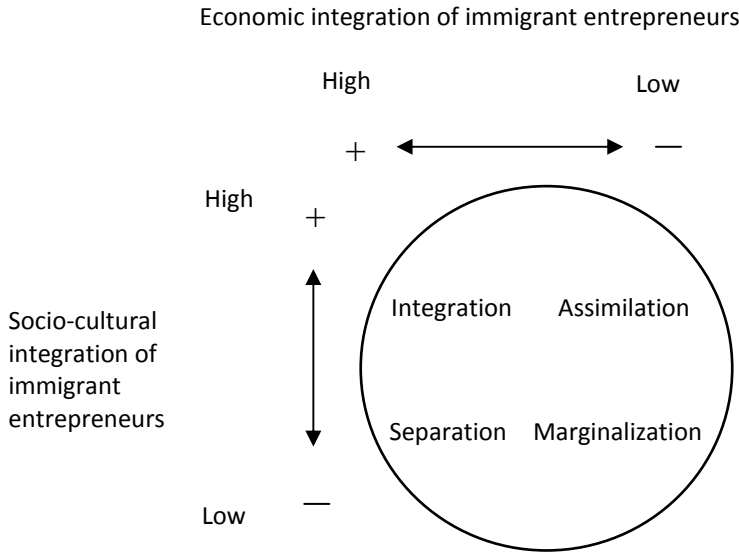 Economic integration of immigrant entrepreneurs
High Low
+ —
High
+
Integration Assimilation
Socio-cultural
integration of
immigrant
entrepreneurs
Separation Marginalization
—
Low